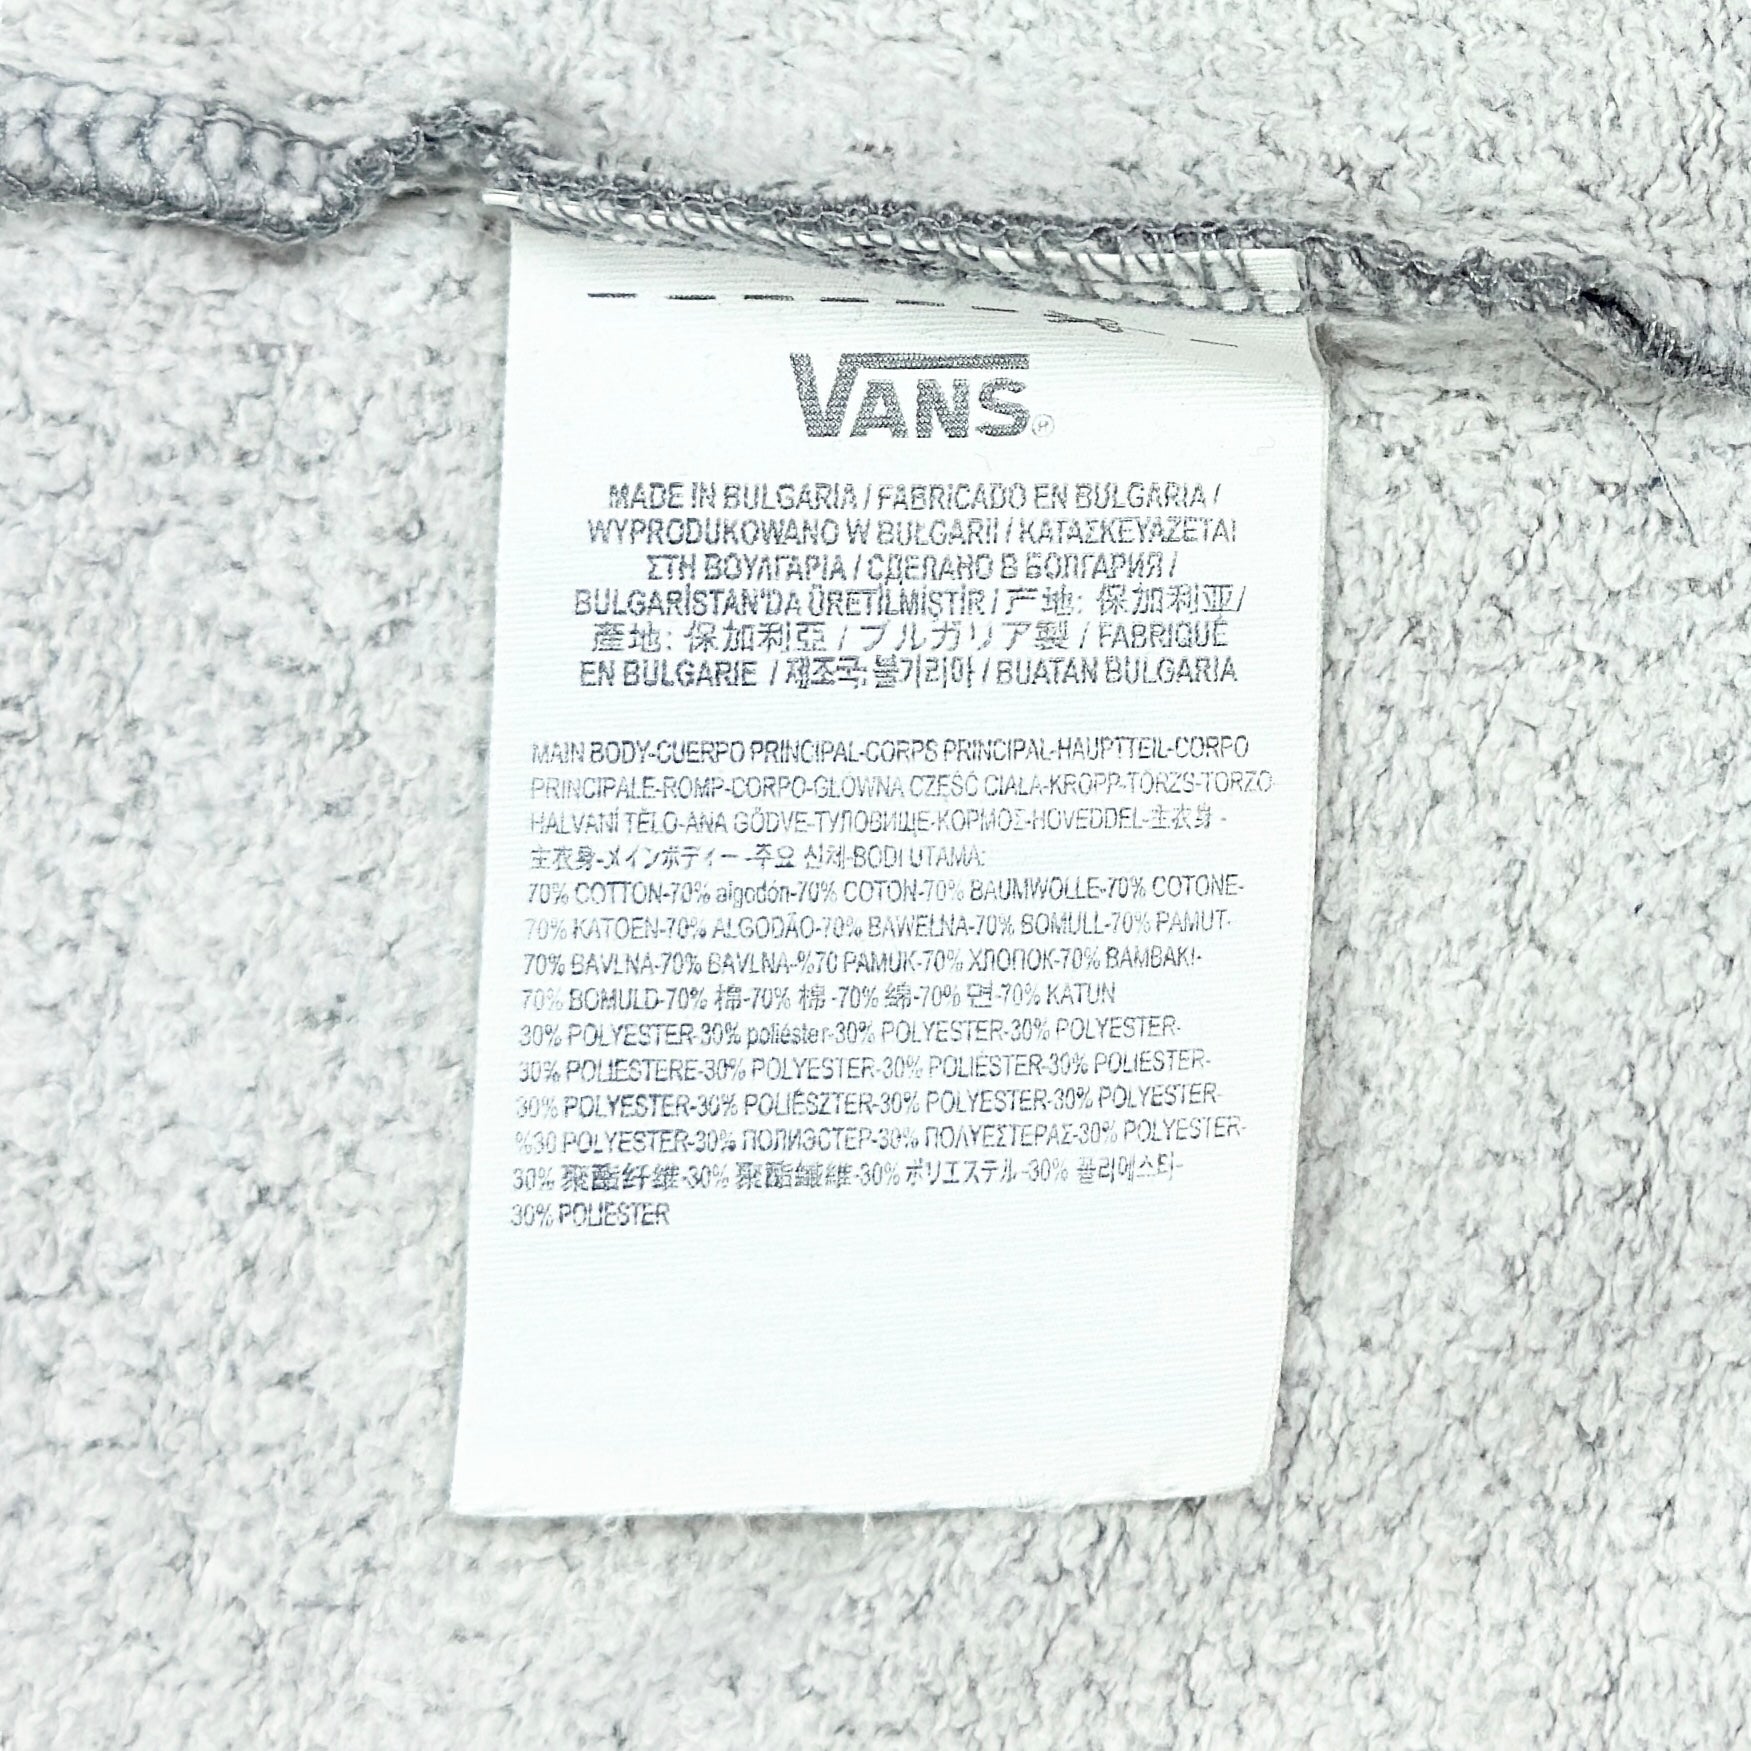 VANS®
MADE IN BULGARIA / FABRICADO EN BULGARIA /
WYPRODUKOWANO W BUŁGARII / ΚΑΤΑΣΚΕΥΑΖΕΤΑΙ
ΣΤΗ ΒΟΥΛΓΑΡΙΑ / СДЕЛАНО В БОЛГАРИЯ /
BULGARİSTAN'DA ÜRETİLMİŞTİR / 产地: 保加利亚/
產地: 保加利亞 / ブルガリア製 / FABRIQUÉ
EN BULGARIE / 제조국: 불가리아 / BUATAN BULGARIA
MAIN BODY-CUERPO PRINCIPAL-CORPS PRINCIPAL-HAUPTTEIL-CORPO
PRINCIPALE-ROMP-CORPO-GŁÓWNA CZĘŚĆ CIAŁA-KROPP-TÖRZS-TORZO-
HALVANÍ TĚLO-ANA GÖDVE-ТУЛОВИЩЕ-ΚΟΡΜΟΣ-HOVEDDEL-主衣身 -
主衣身-メインボディー -주요 신체-BODI UTAMA:
70% COTTON-70% algodón-70% COTON-70% BAUMWOLLE-70% COTONE-
70% KATOEN-70% ALGODÃO-70% BAWEŁNA-70% BOMULL-70% PAMUT-
70% BAVLNA-70% BAVLNA-%70 PAMUK-70% ХЛОПОК-70% ΒΑΜΒΑΚΙ-
70% BOMULD-70% 棉-70% 棉 -70% 綿-70% 면-70% KATUN
30% POLYESTER-30% poliéster-30% POLYESTER-30% POLYESTER-
30% POLIESTERE-30% POLYESTER-30% POLIÉSTER-30% POLIESTER-
30% POLYESTER-30% POLIÉSZTER-30% POLYESTER-30% POLYESTER-
%30 POLYESTER-30% ПОЛИЭСТЕР-30% ΠΟΛΥΕΣΤΕΡΑΣ-30% POLYESTER-
30% 聚酯纤维-30% 聚酯纖維-30% ポリエステル-30% 폴리에스터-
30% POLIESTER